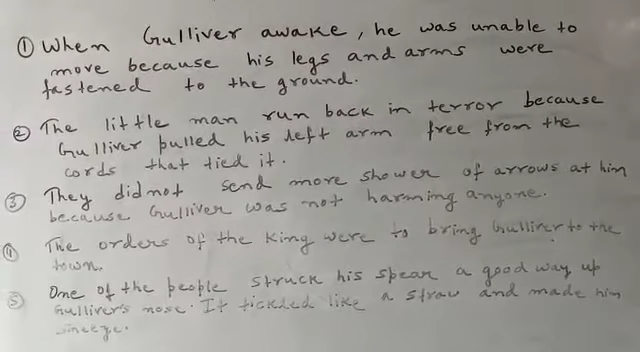 ① When Gulliver awake, he was unable to
move because his legs and arms were
fastened to the ground.
② The little man run back in terror because
Gulliver pulled his left arm free from the
cords that tied it.
③ They did not send more shower of arrows at him
because Gulliver was not harming anyone.
④ The orders of the King were to bring Gulliver to the
town.
⑤ One of the people struck his spear a good way up
Gulliver's nose. It tickled like a straw and made him
sneeze.